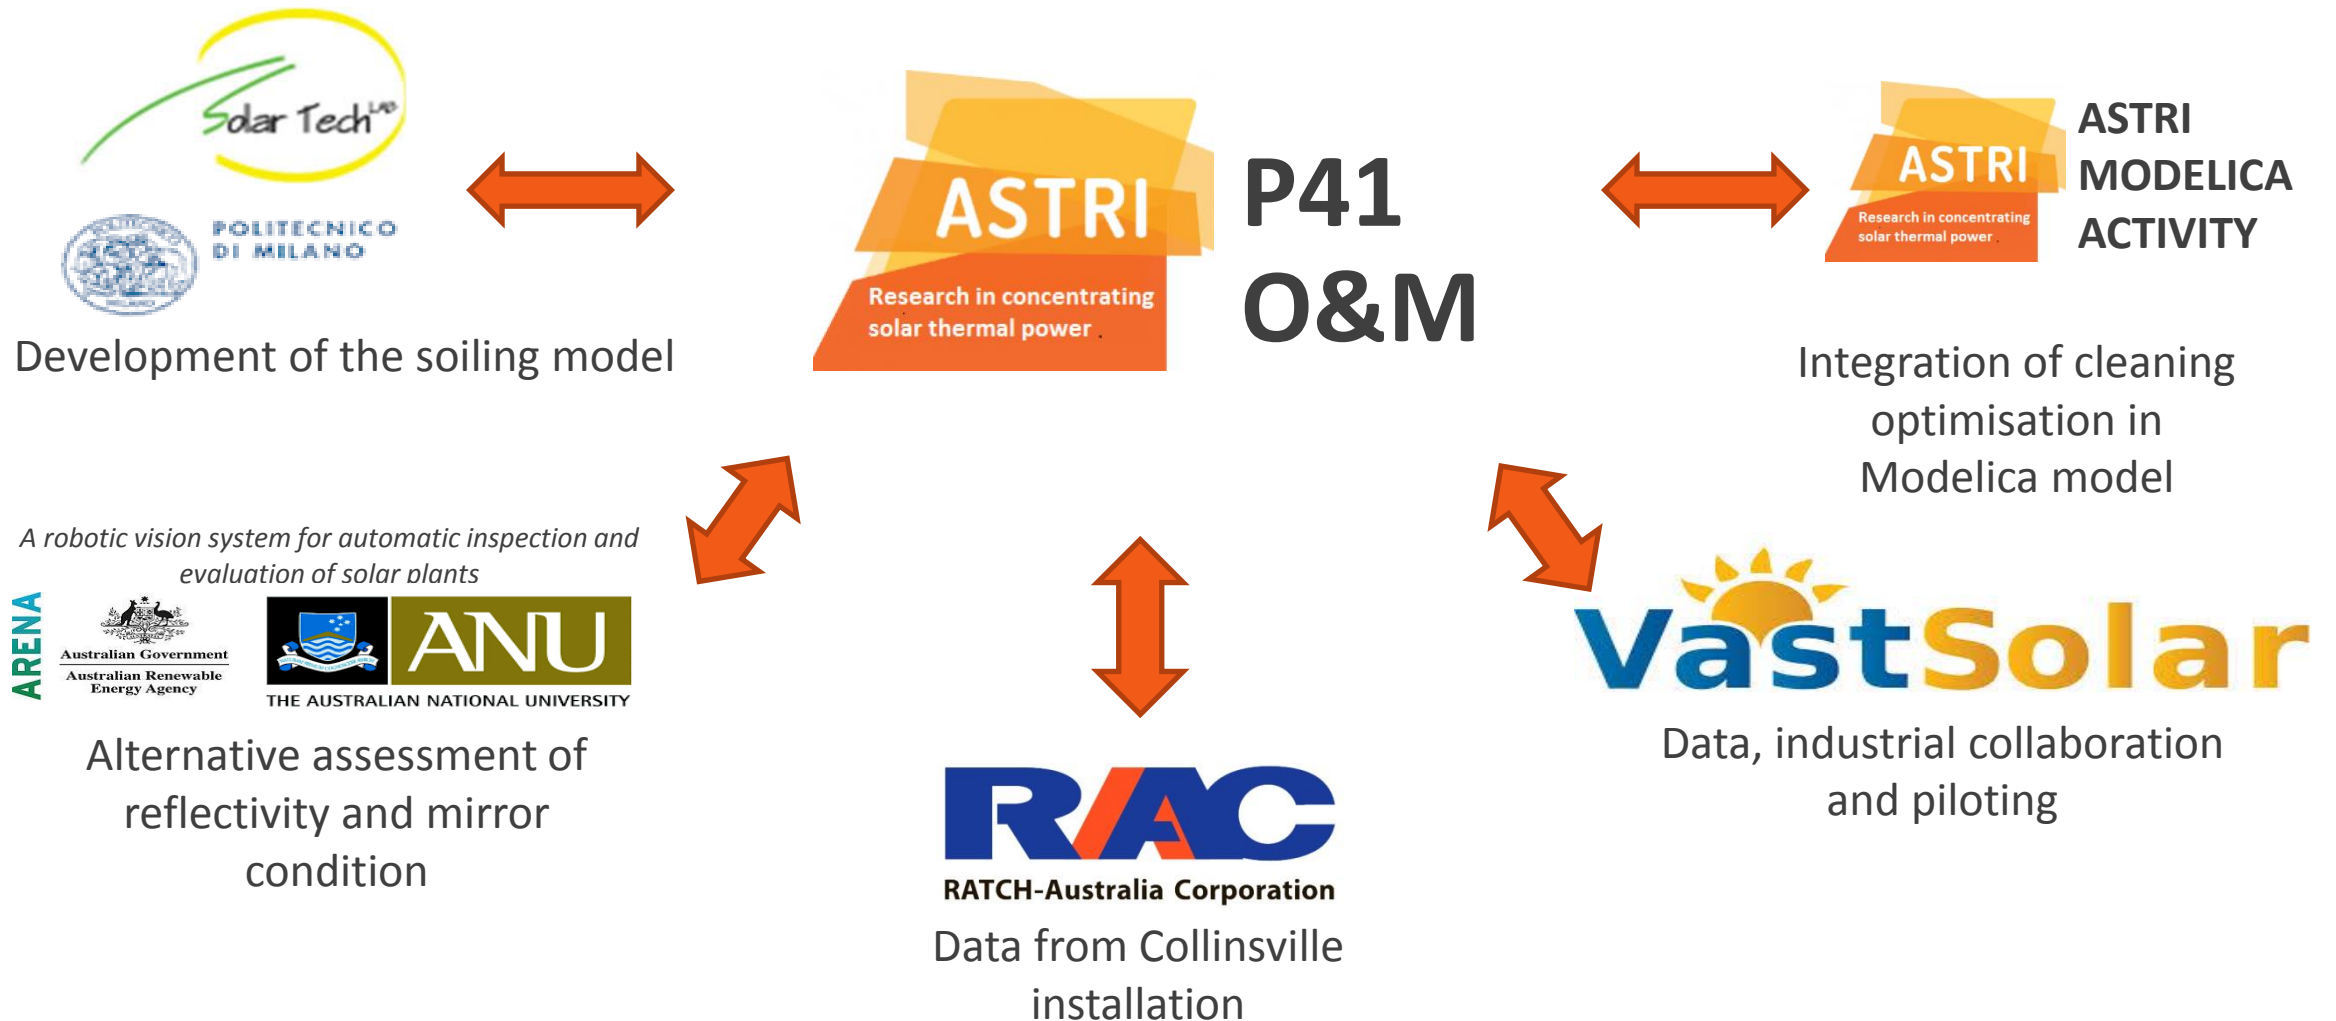 Solar Tech LAB
POLITECNICO
DI MILANO
Development of the soiling model
ASTRI
Research in concentrating
solar thermal power .
P41
O&M
ASTRI
Research in concentrating
solar thermal power .
ASTRI
MODELICA
ACTIVITY
Integration of cleaning
optimisation in
Modelica model
A robotic vision system for automatic inspection and
evaluation of solar plants
ARENA
Australian Government
Australian Renewable
Energy Agency
ANU
THE AUSTRALIAN NATIONAL UNIVERSITY
Alternative assessment of
reflectivity and mirror
condition
RAC
RATCH-Australia Corporation
Data from Collinsville
installation
VastSolar
Data, industrial collaboration
and piloting